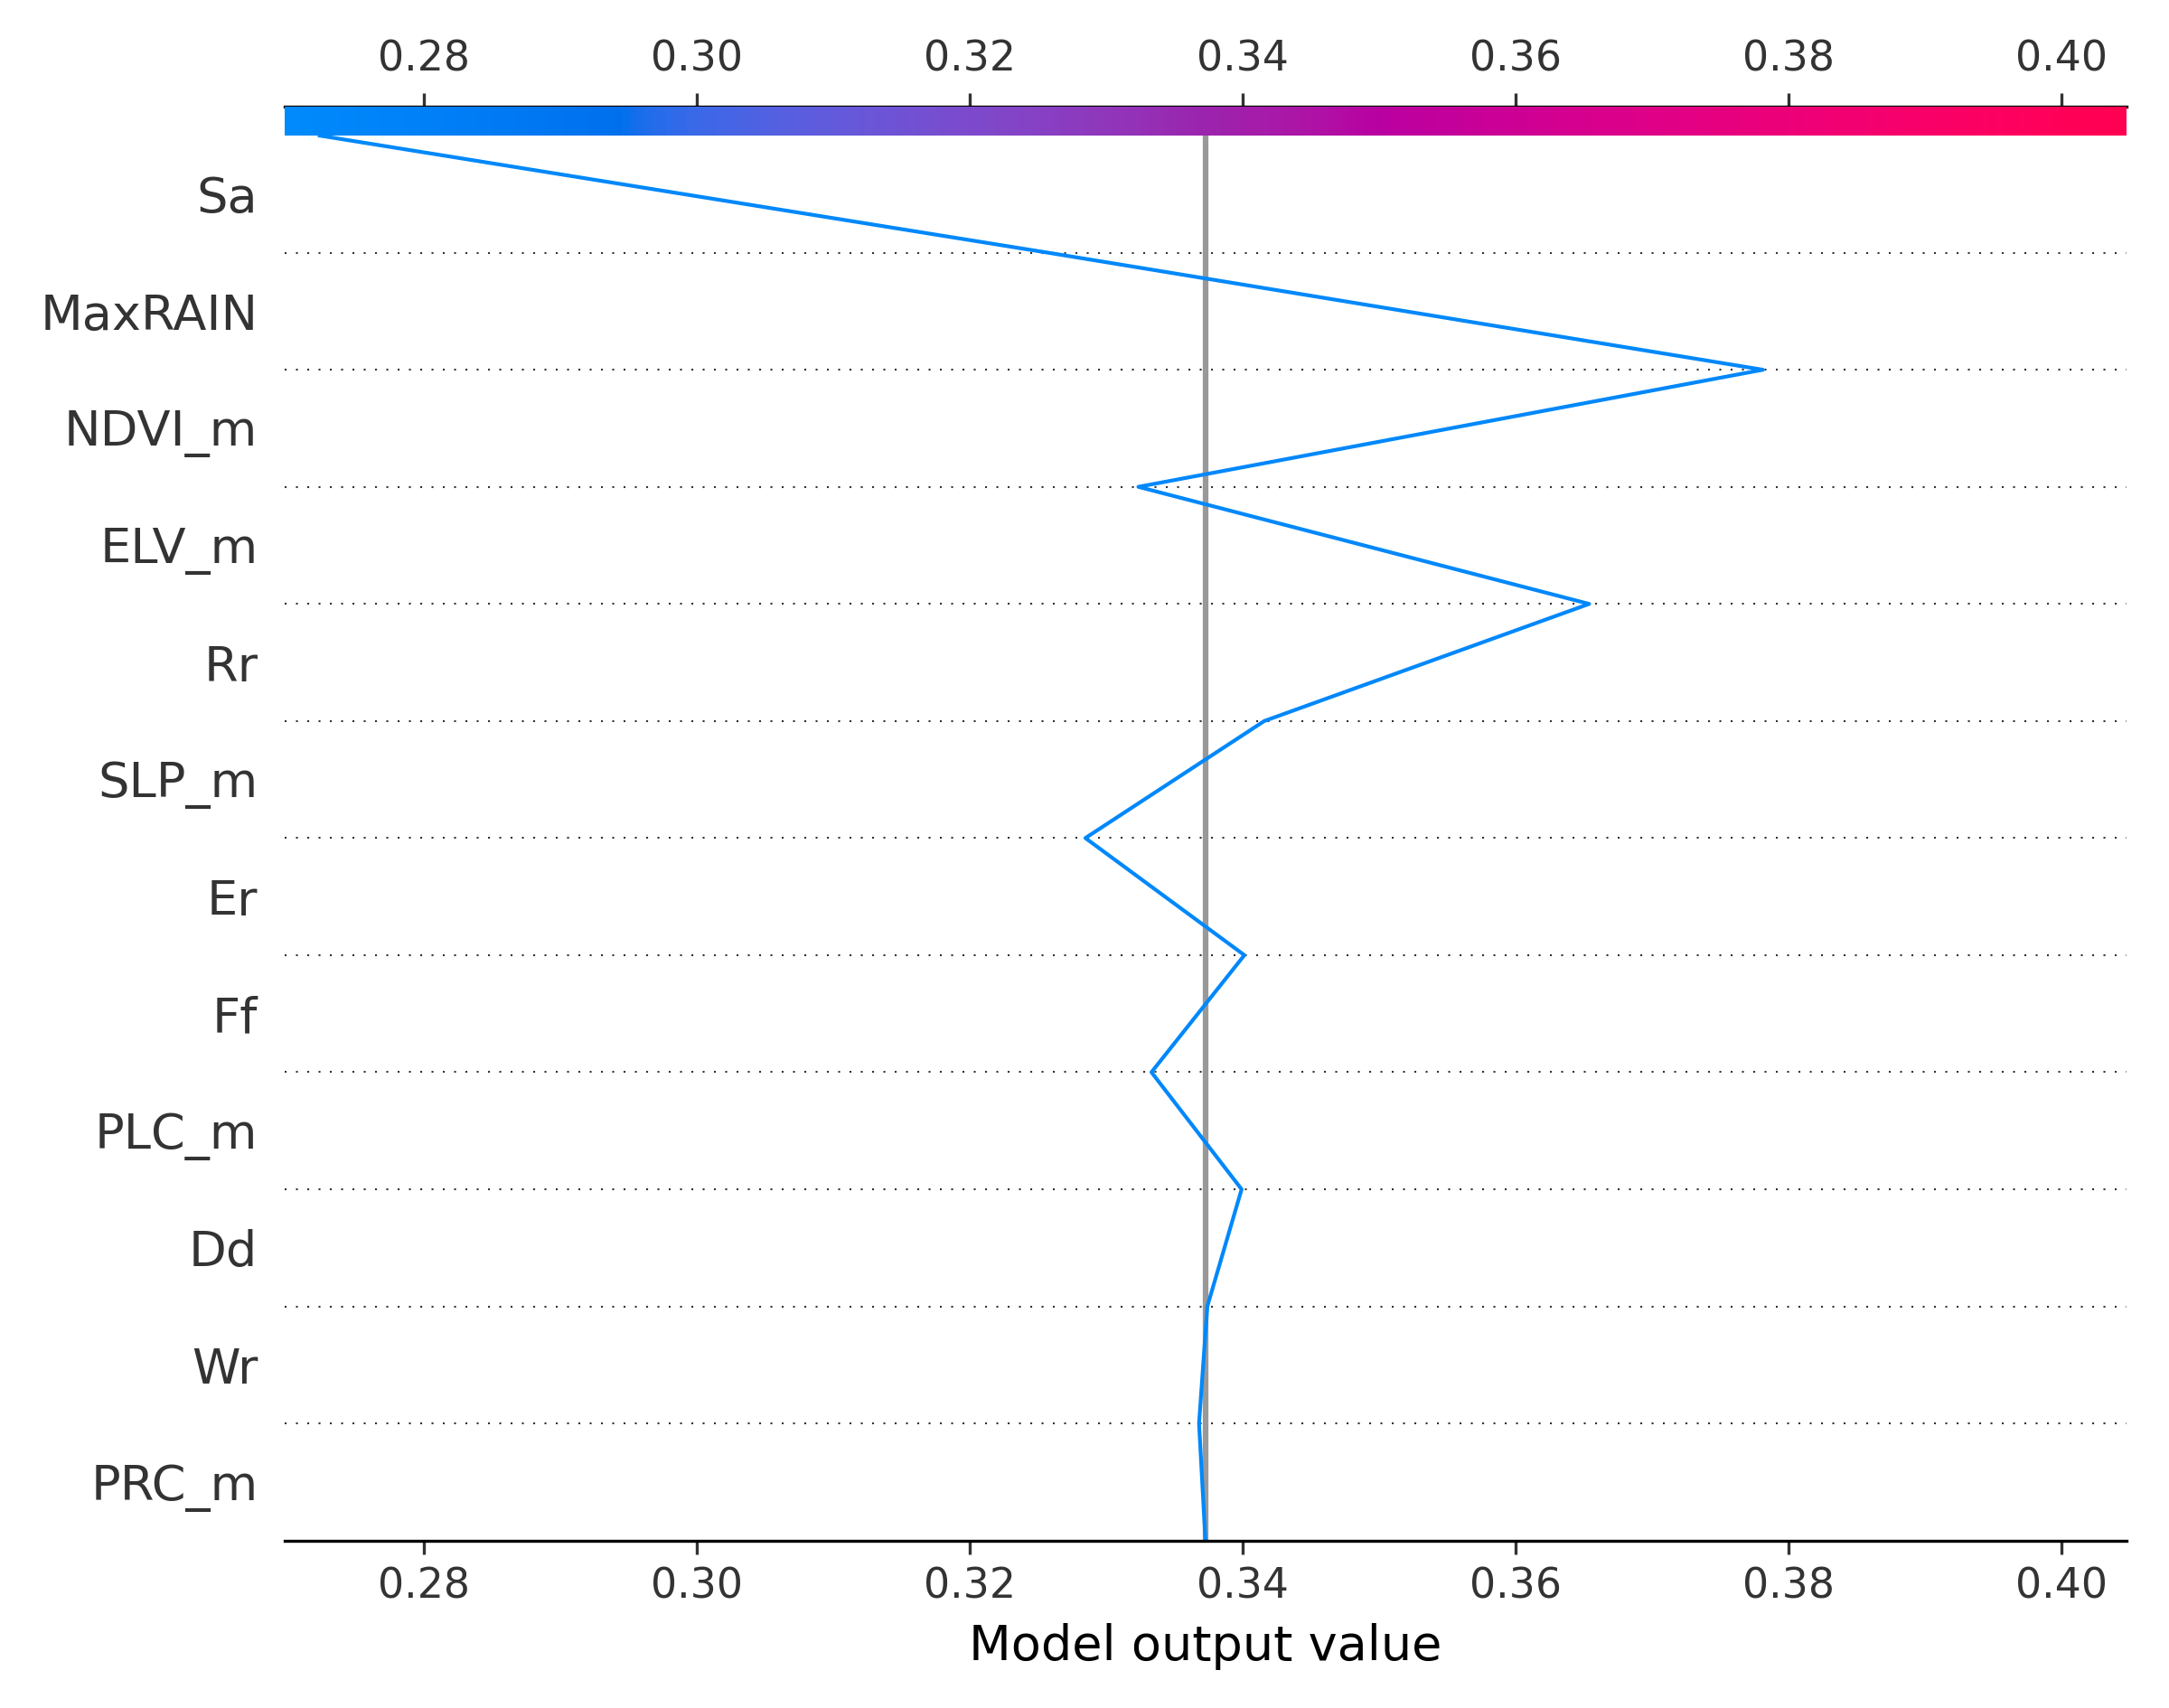 0.28 0.30 0.32 0.34 0.36 0.38 0.40
Sa
MaxRAIN
NDVI_m
ELV_m
Rr
SLP_m
Er
Ff
PLC_m
Dd
Wr
PRC_m
0.28 0.30 0.32 0.34 0.36 0.38 0.40
Model output value